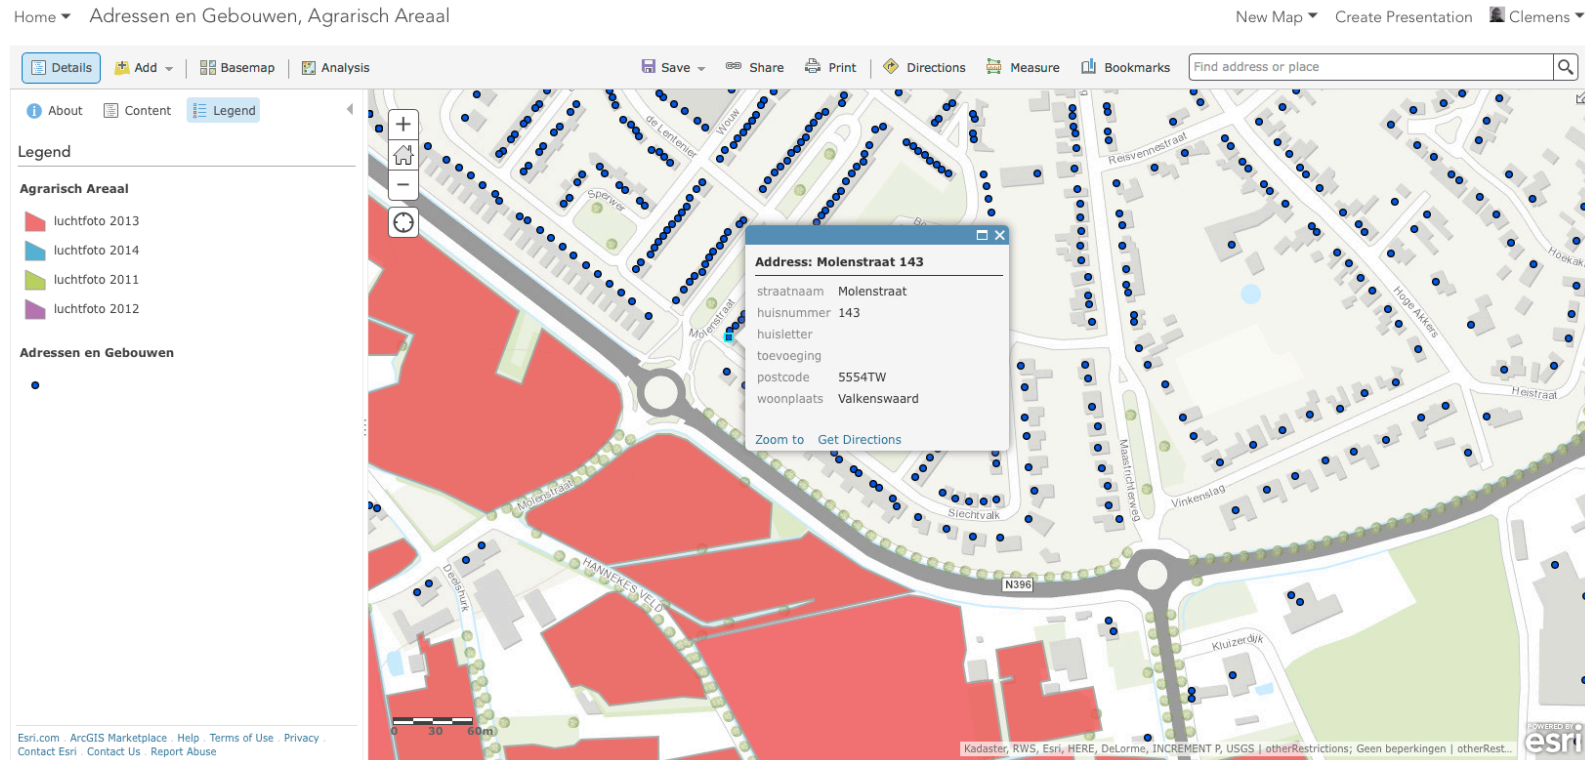 Home Adressen en Gebouwen, Agrarisch Areaal New Map Create Presentation Clemens
Details Add Basemap Analysis Save Share Print Directions Measure Bookmarks Find address or place
About Content Legend
Legend
Agrarisch Areaal
luchtfoto 2013
luchtfoto 2014
luchtfoto 2011
luchtfoto 2012
Adressen en Gebouwen
Esri.com . ArcGIS Marketplace . Help . Terms of Use . Privacy .
Contact Esri . Contact Us . Report Abuse
de Lentenier
Wouw
Reisvennestraat
Sperwer
Molenstraat
Address: Molenstraat 143
straatnaam Molenstraat
huisnummer 143
huisletter
toevoeging
postcode 5554TW
woonplaats Valkenswaard
Zoom to Get Directions
Hoge Akkers
Heistraat
Maastrichterweg
Vinkenslag
Slechtvalk
Molenstraat
HANNEKES VELD
Deelshurk
N396
Kluizerdijk
0 30 60m
Kadaster, RWS, Esri, HERE, DeLorme, INCREMENT P, USGS | otherRestrictions; Geen beperkingen | otherRest...
POWERED BY
esri